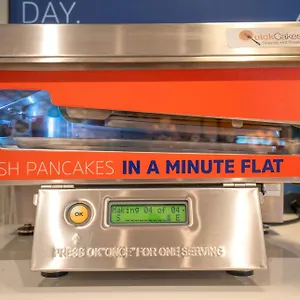 DAY.
QuickCakes
SH PANCAKES IN A MINUTE FLAT
OK
Making 04 of 04
S E
PRESS OK "ONCE" FOR ONE SERVING